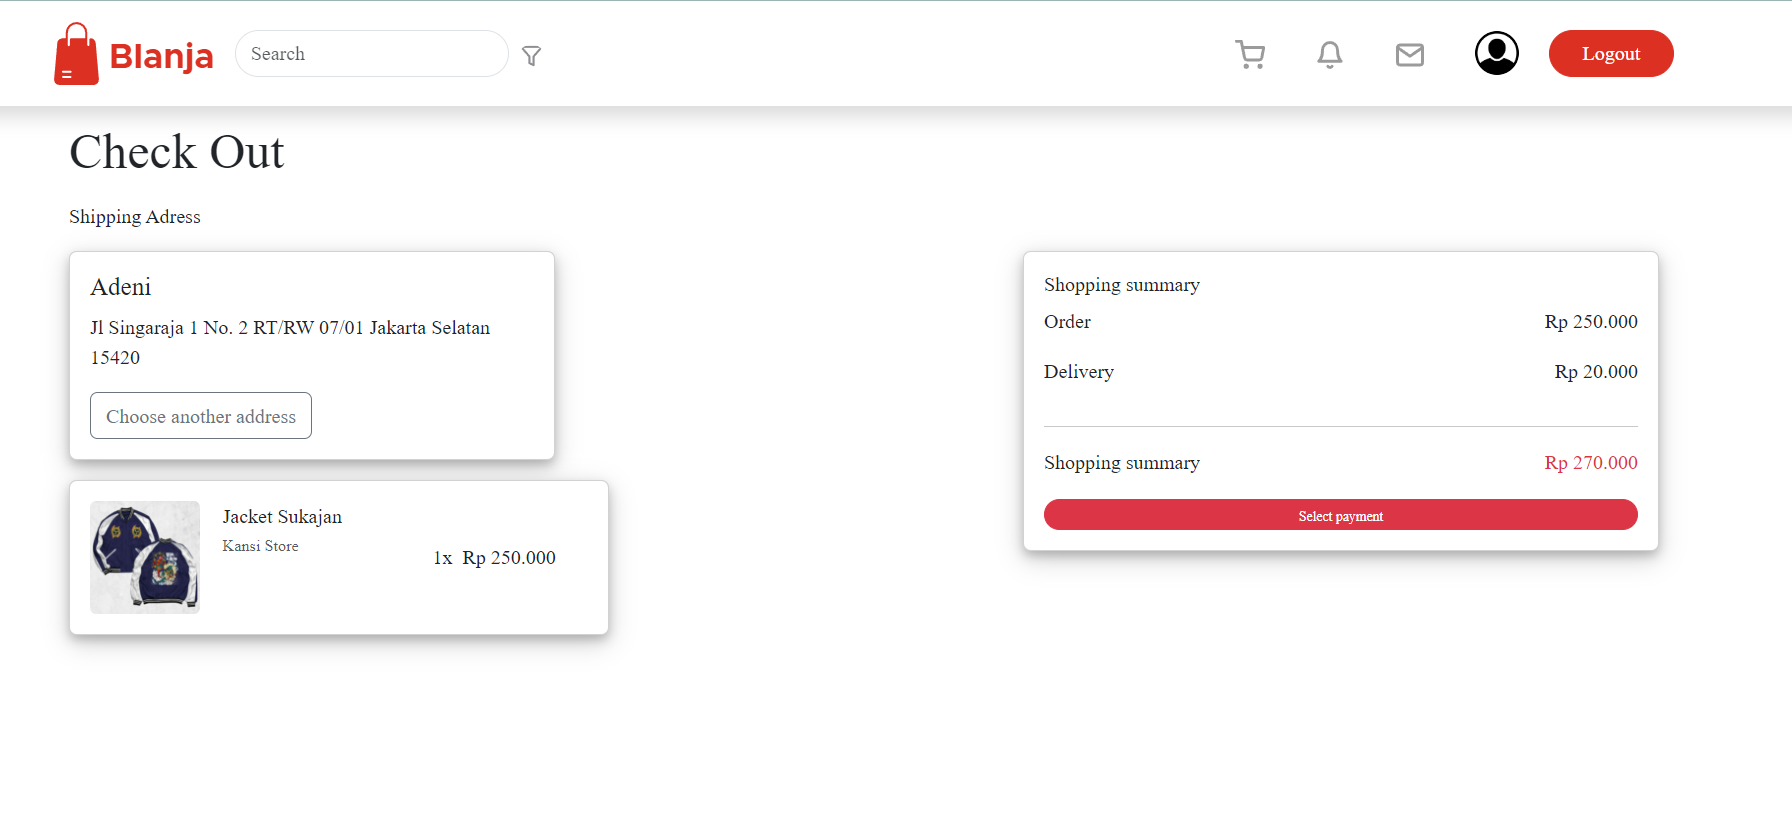 Blanja
Search
Logout
Check Out
Shipping Adress
Adeni
Jl Singaraja 1 No. 2 RT/RW 07/01 Jakarta Selatan
15420
Choose another address
Jacket Sukajan
Kansi Store
1x Rp 250.000
Shopping summary
Order Rp 250.000
Delivery Rp 20.000
Shopping summary Rp 270.000
Select payment